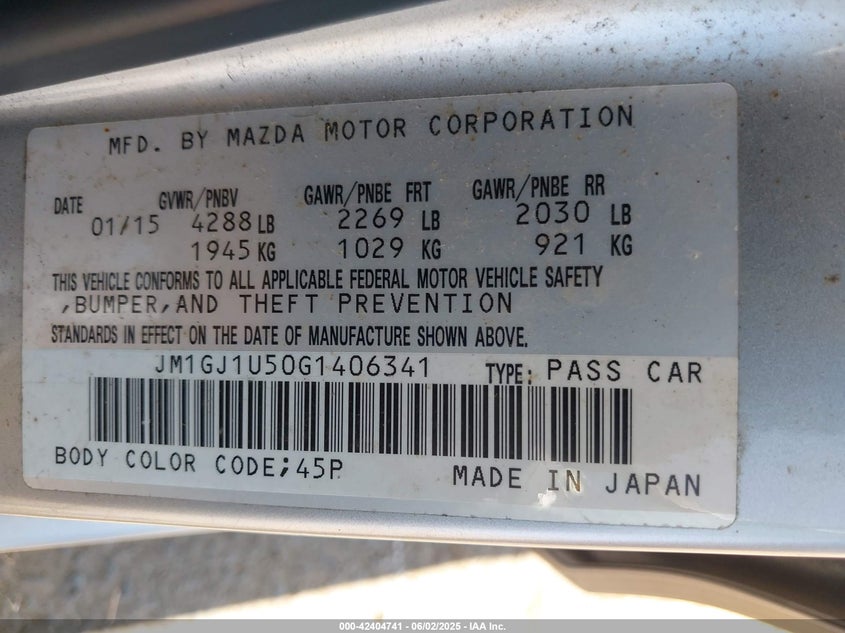 MFD. BY MAZDA MOTOR CORPORATION
DATE GVWR/PNBV GAWR/PNBE FRT GAWR/PNBE RR
01/15 4288 LB 2269 LB 2030 LB
1945 KG 1029 KG 921 KG
THIS VEHICLE CONFORMS TO ALL APPLICABLE FEDERAL MOTOR VEHICLE SAFETY
,BUMPER,AND THEFT PREVENTION
STANDARDS IN EFFECT ON THE DATE OF MANUFACTURE SHOWN ABOVE.
JM1GJ1U50G1406341 TYPE: PASS CAR
BODY COLOR CODE;45P MADE IN JAPAN
000-42404741 - 06/02/2025 - IAA Inc.